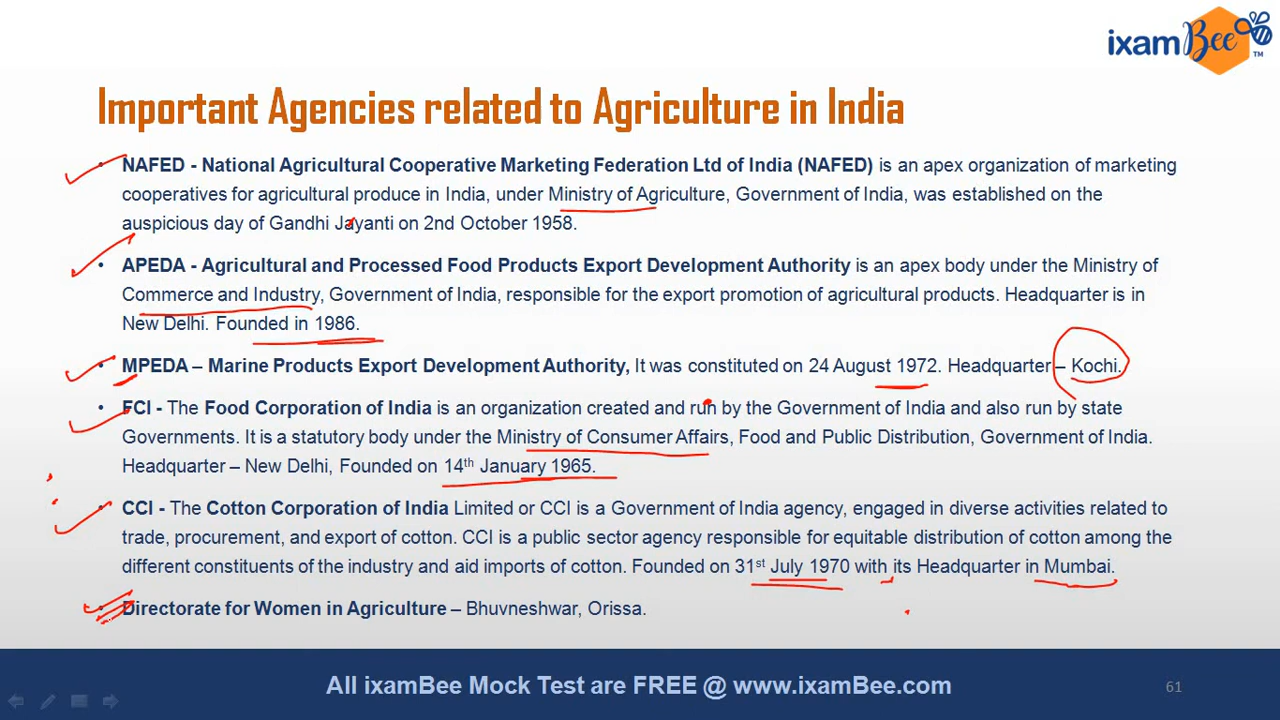 ixamBee
TM
Important Agencies related to Agriculture in India
• NAFED - National Agricultural Cooperative Marketing Federation Ltd of India (NAFED) is an apex organization of marketing
cooperatives for agricultural produce in India, under Ministry of Agriculture, Government of India, was established on the
auspicious day of Gandhi Jayanti on 2nd October 1958.
• APEDA - Agricultural and Processed Food Products Export Development Authority is an apex body under the Ministry of
Commerce and Industry, Government of India, responsible for the export promotion of agricultural products. Headquarter is in
New Delhi. Founded in 1986.
• MPEDA – Marine Products Export Development Authority, It was constituted on 24 August 1972. Headquarter – Kochi.
• FCI - The Food Corporation of India is an organization created and run by the Government of India and also run by state
Governments. It is a statutory body under the Ministry of Consumer Affairs, Food and Public Distribution, Government of India.
Headquarter – New Delhi, Founded on 14th January 1965.
• CCI - The Cotton Corporation of India Limited or CCI is a Government of India agency, engaged in diverse activities related to
trade, procurement, and export of cotton. CCI is a public sector agency responsible for equitable distribution of cotton among the
different constituents of the industry and aid imports of cotton. Founded on 31st July 1970 with its Headquarter in Mumbai.
• Directorate for Women in Agriculture – Bhuvneshwar, Orissa.
All ixamBee Mock Test are FREE @ www.ixamBee.com
61